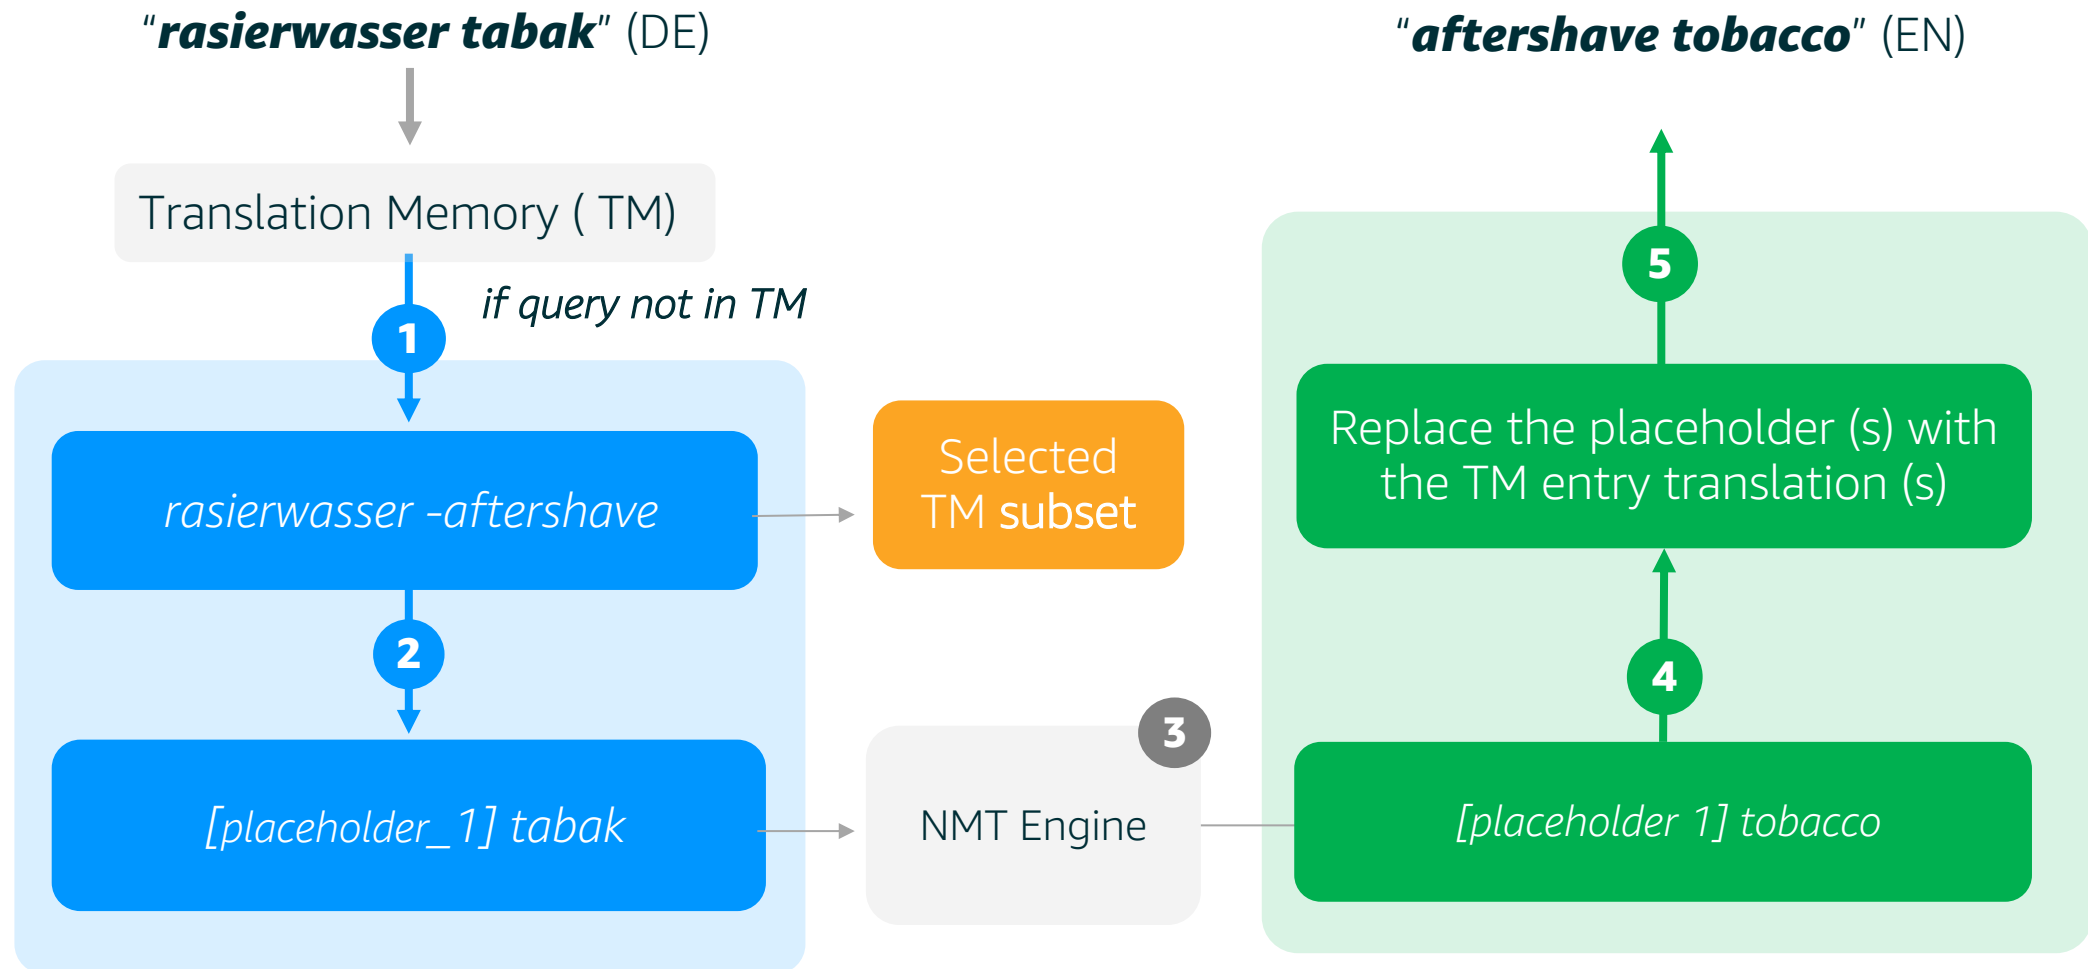 “rasierwasser tabak” (DE)
Translation Memory ( TM)
if query not in TM
1
rasierwasser -aftershave
2
[placeholder_1] tabak
Selected
TM subset
3
NMT Engine
“aftershave tobacco” (EN)
5
Replace the placeholder (s) with
the TM entry translation (s)
4
[placeholder 1] tobacco